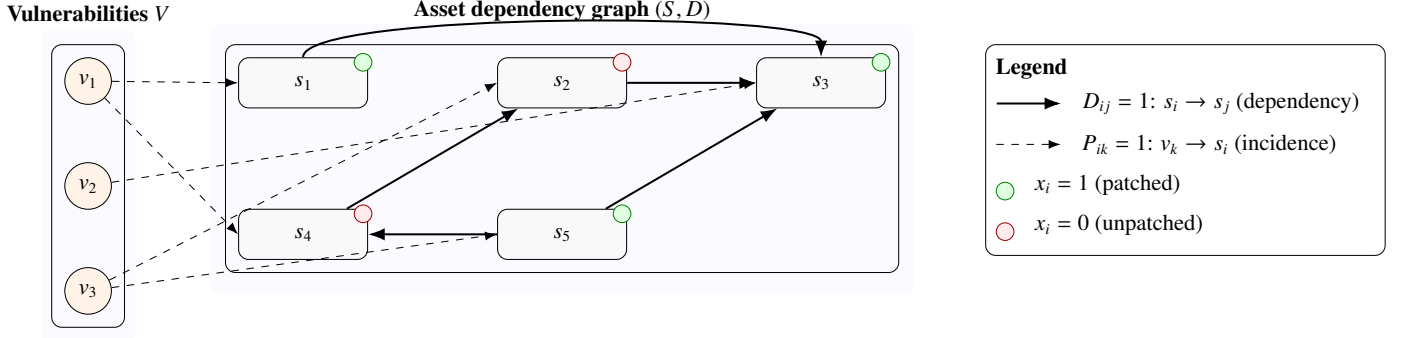 Vulnerabilities V
Asset dependency graph (S, D)
v₁
v₂
v₃
s₁
s₂
s₃
s₄
s₅
Legend
Dᵢⱼ = 1: sᵢ → sⱼ (dependency)
Pᵢₖ = 1: vₖ → sᵢ (incidence)
xᵢ = 1 (patched)
xᵢ = 0 (unpatched)